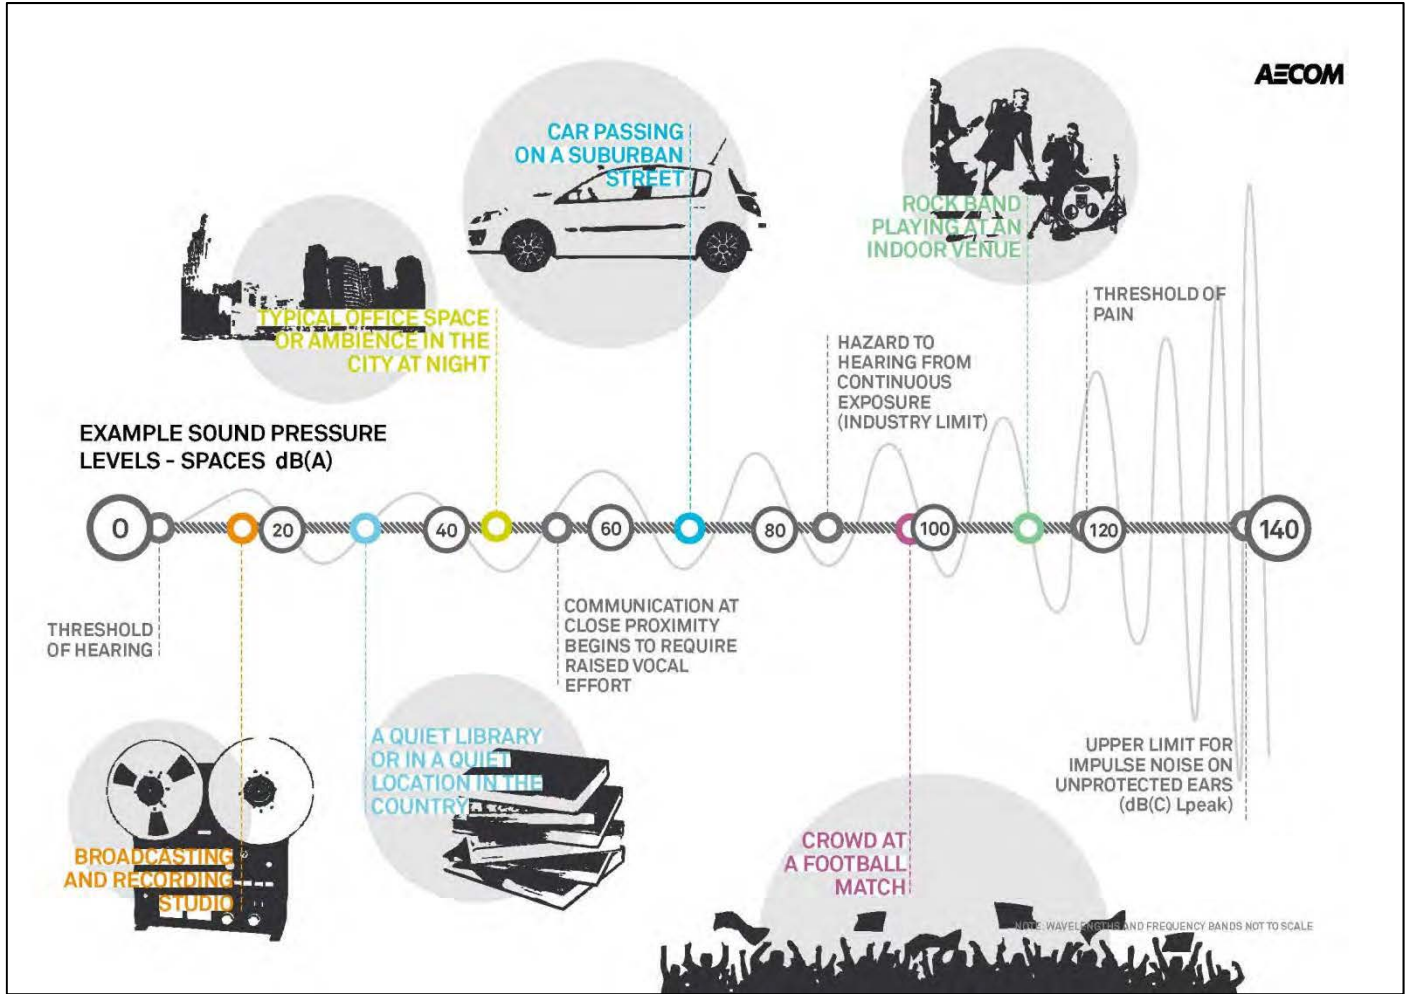 AECOM
CAR PASSING
ON A SUBURBAN
STREET
ROCK BAND
PLAYING AT AN
INDOOR VENUE
TYPICAL OFFICE SPACE
OR AMBIENCE IN THE
CITY AT NIGHT
THRESHOLD OF
PAIN
HAZARD TO
HEARING FROM
CONTINUOUS
EXPOSURE
(INDUSTRY LIMIT)
EXAMPLE SOUND PRESSURE
LEVELS - SPACES dB(A)
0
20
40
60
80
100
120
140
THRESHOLD
OF HEARING
COMMUNICATION AT
CLOSE PROXIMITY
BEGINS TO REQUIRE
RAISED VOCAL
EFFORT
A QUIET LIBRARY
OR IN A QUIET
LOCATION IN THE
COUNTRY
UPPER LIMIT FOR
IMPULSE NOISE ON
UNPROTECTED EARS
(dB(C) Lpeak)
BROADCASTING
AND RECORDING
STUDIO
CROWD AT
A FOOTBALL
MATCH
NOTE: WAVELENGTHS AND FREQUENCY BANDS NOT TO SCALE